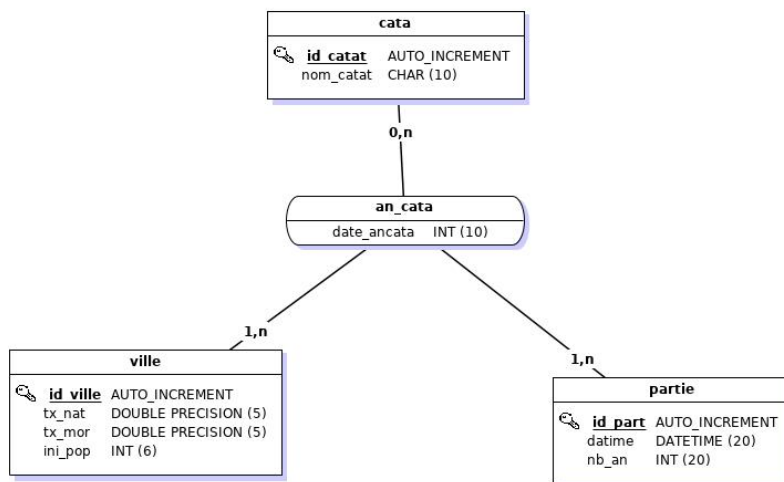 cata
id_catat AUTO_INCREMENT
nom_catat CHAR (10)
0,n
an_cata
date_ancata INT (10)
1,n
1,n
ville
id_ville AUTO_INCREMENT
tx_nat DOUBLE PRECISION (5)
tx_mor DOUBLE PRECISION (5)
ini_pop INT (6)
partie
id_part AUTO_INCREMENT
datime DATETIME (20)
nb_an INT (20)